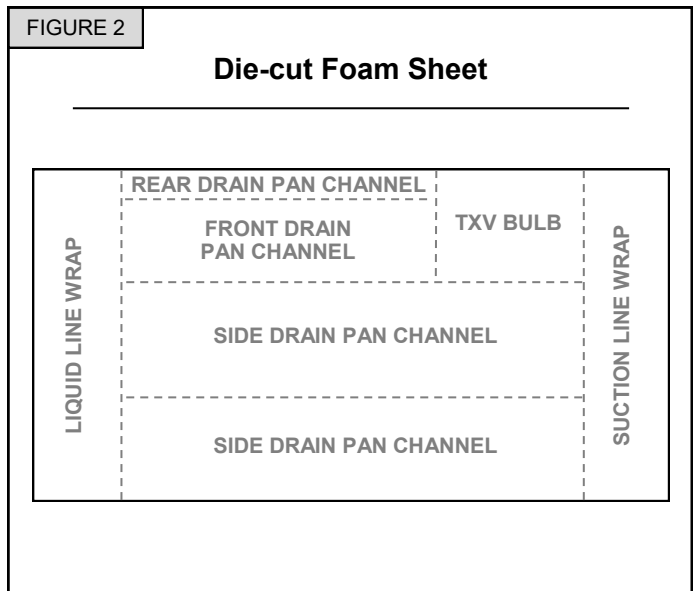 FIGURE 2
Die-cut Foam Sheet
LIQUID LINE WRAP
REAR DRAIN PAN CHANNEL
FRONT DRAIN
PAN CHANNEL
TXV BULB
SIDE DRAIN PAN CHANNEL
SIDE DRAIN PAN CHANNEL
SUCTION LINE WRAP